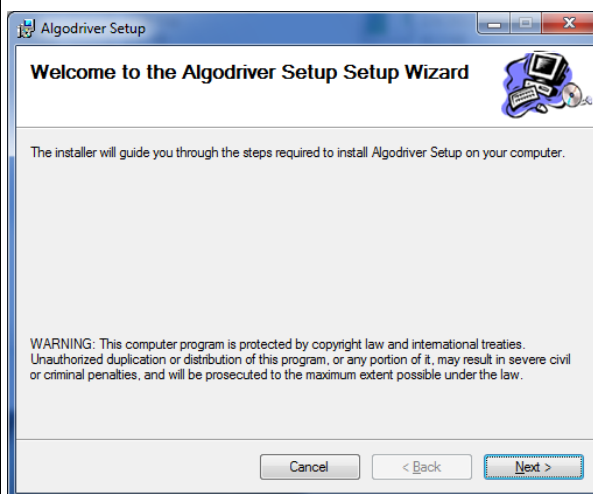 Algodriver Setup
Welcome to the Algodriver Setup Setup Wizard
The installer will guide you through the steps required to install Algodriver Setup on your computer.
WARNING: This computer program is protected by copyright law and international treaties.
Unauthorized duplication or distribution of this program, or any portion of it, may result in severe civil
or criminal penalties, and will be prosecuted to the maximum extent possible under the law.
Cancel
< Back
Next >